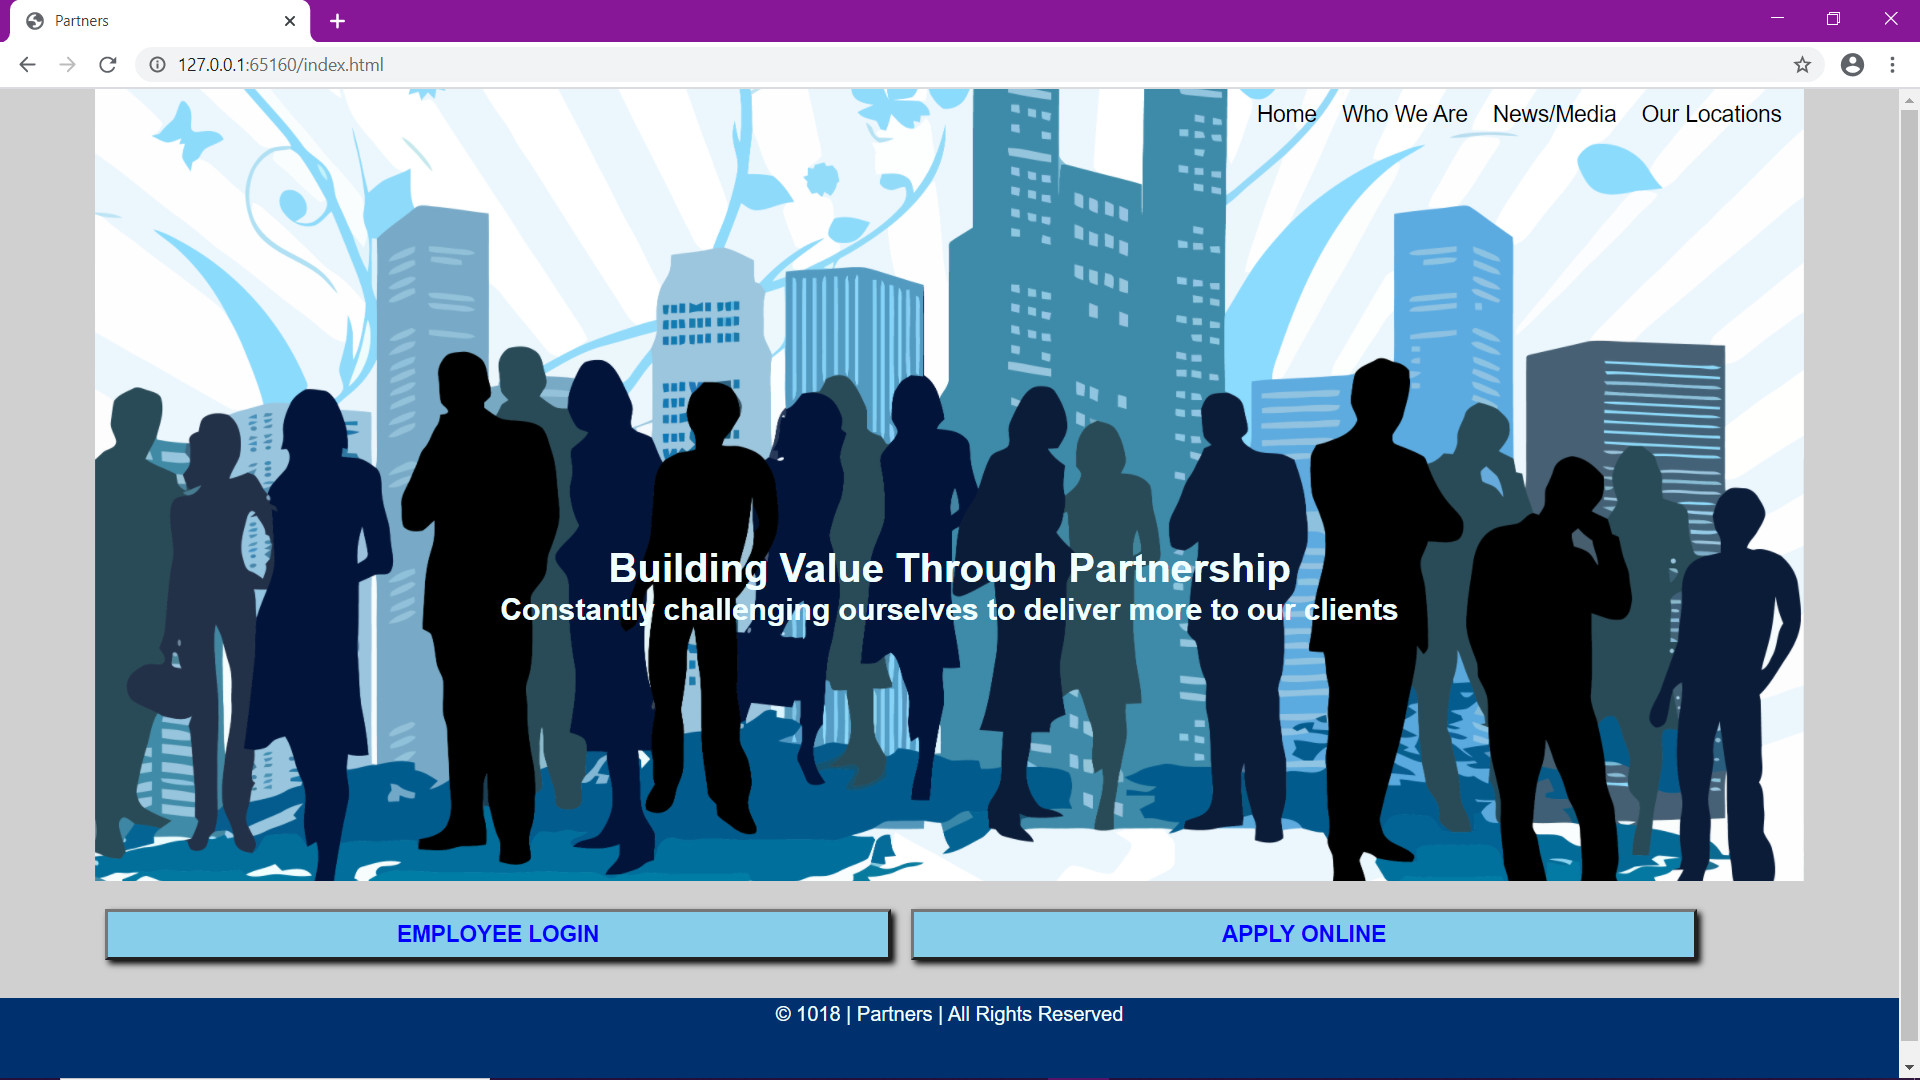 Partners
127.0.0.1:65160/index.html
Home Who We Are News/Media Our Locations
Building Value Through Partnership
Constantly challenging ourselves to deliver more to our clients
EMPLOYEE LOGIN APPLY ONLINE
© 1018 | Partners | All Rights Reserved